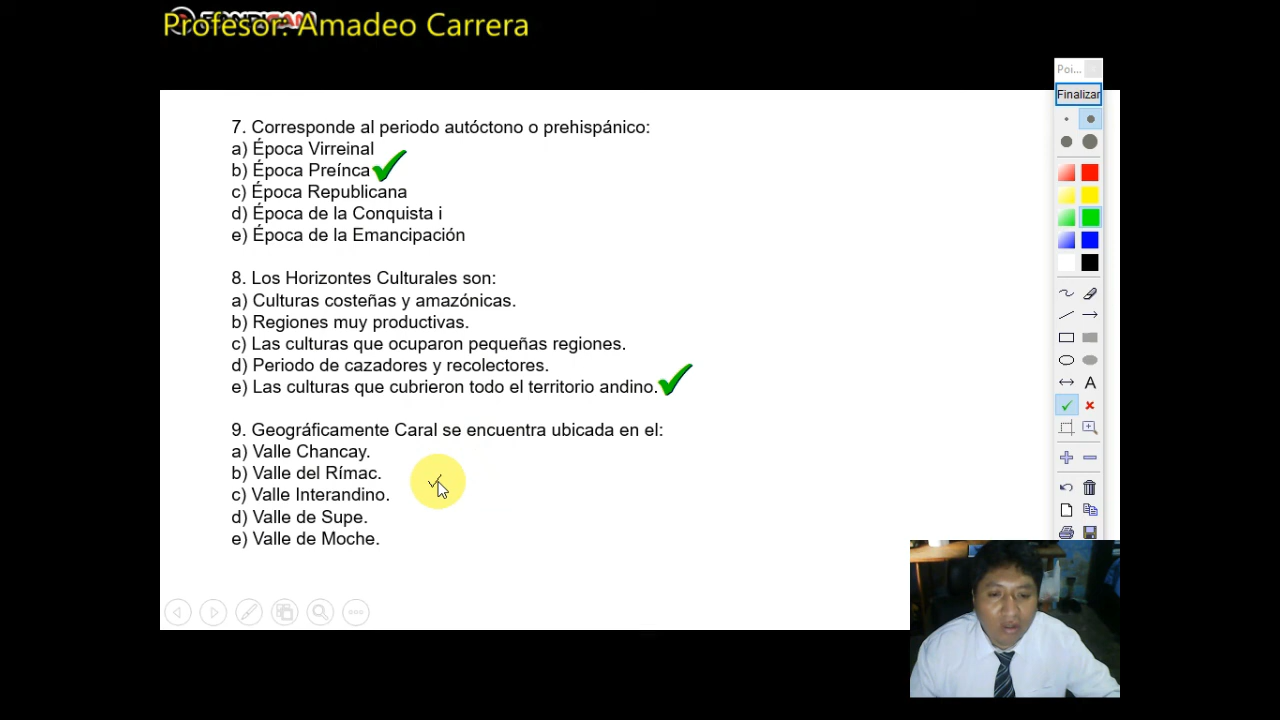 Profesor: Amadeo Carrera
Poi...
Finalizar
7. Corresponde al periodo autóctono o prehispánico:
a) Época Virreinal
b) Época Preínca
c) Época Republicana
d) Época de la Conquista i
e) Época de la Emancipación
8. Los Horizontes Culturales son:
a) Culturas costeñas y amazónicas.
b) Regiones muy productivas.
c) Las culturas que ocuparon pequeñas regiones.
d) Periodo de cazadores y recolectores.
e) Las culturas que cubrieron todo el territorio andino.
9. Geográficamente Caral se encuentra ubicada en el:
a) Valle Chancay.
b) Valle del Rímac.
c) Valle Interandino.
d) Valle de Supe.
e) Valle de Moche.
A